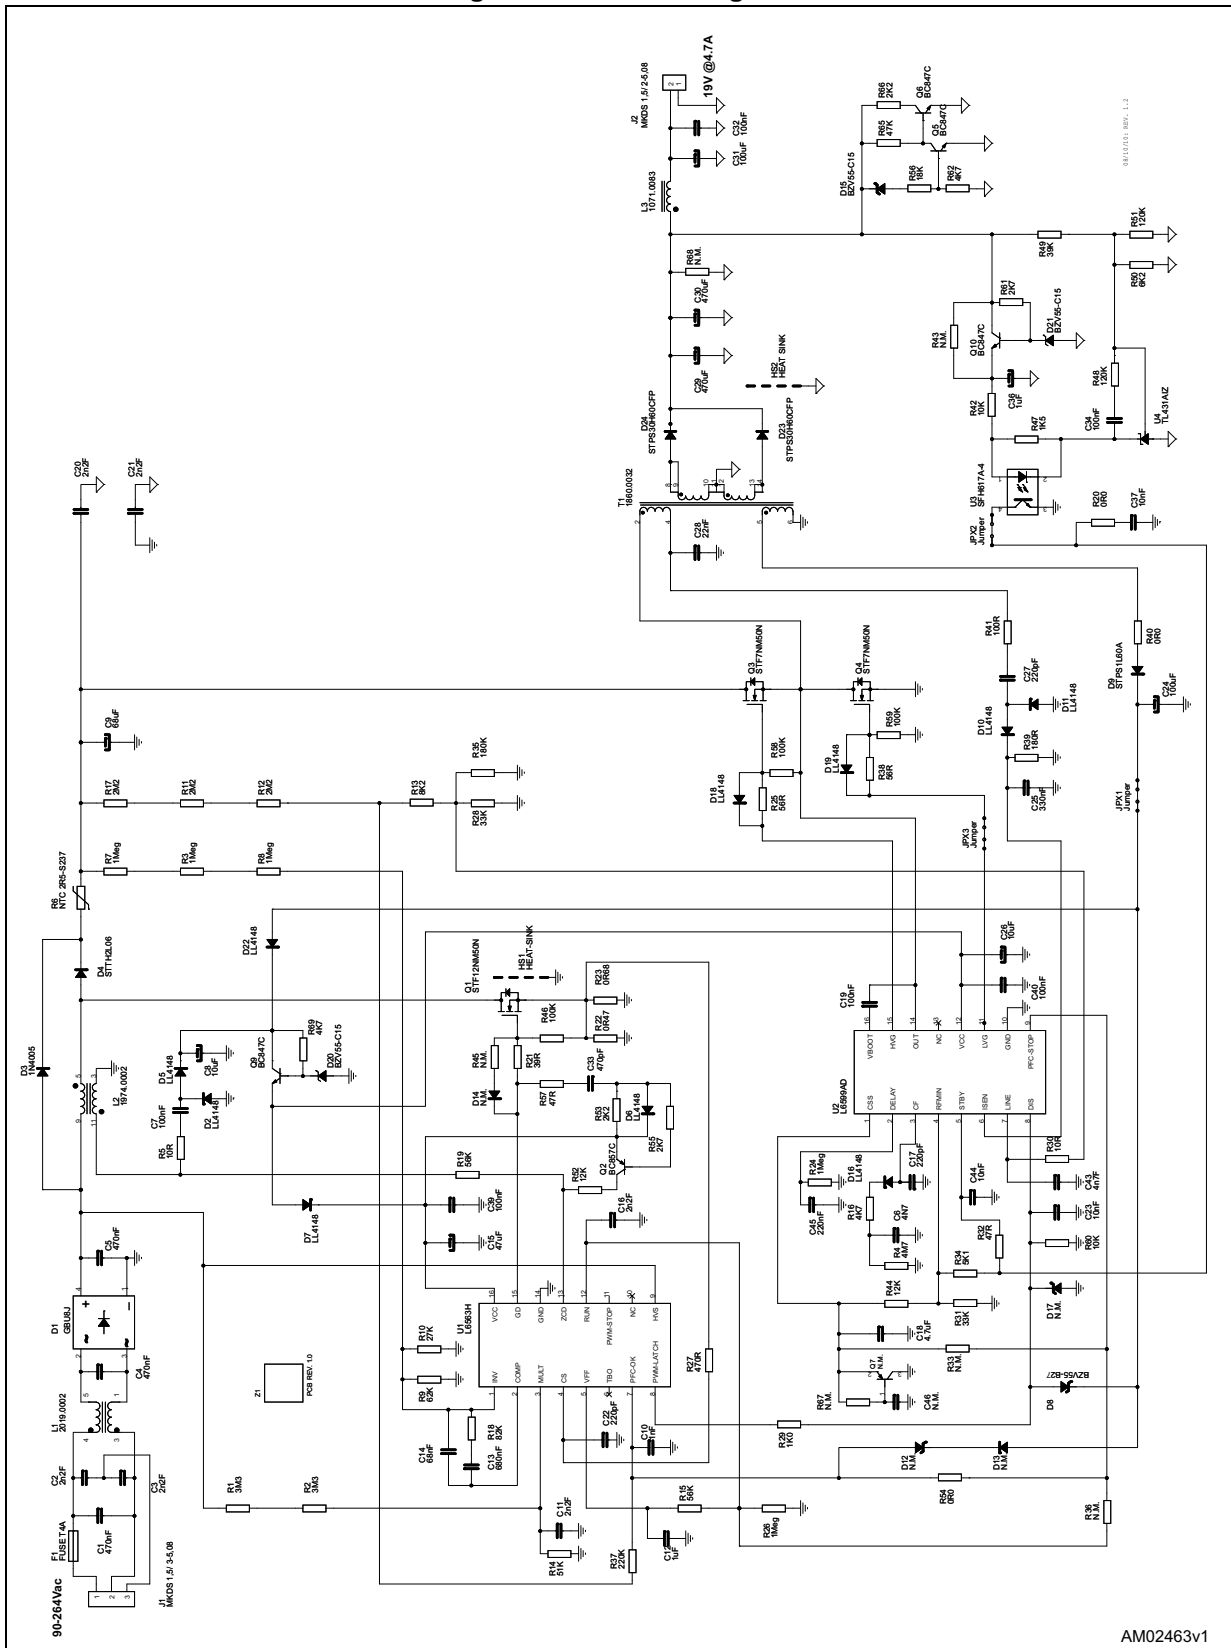 90-264Vac
J1
MKDS 1,5/ 3-5,08
1
2
3
F1
FUSE T4A
C1
470nF
C2
2n2F
C3
2n2F
L1
2019.0002
C4
470nF
D1
GBU8J
C5
470nF
Z1
PCB REV. 1.0
R1
3M3
R2
3M3
D3
1N4005
L2
1974.0002
D4
STTH2L06
R6
NTC 2R5-S237
R5
10R
C7
100nF
D2
LL4148
D5
LL4148
C8
10uF
Q9
BC847C
R69
4K7
D20
BZV55-C15
D22
LL4148
D7
LL4148
R7
1Meg
R3
1Meg
R8
1Meg
R17
2M2
R11
2M2
R12
2M2
C9
68uF
C20
2n2F
C21
2n2F
R13
8K2
R28
33K
R35
180K
R19
56K
C15
47uF
C39
100nF
R10
27K
R9
62K
C14
68nF
R18
82K
C13
680nF
U1
L6563H
INV
COMP
MULT
CS
VFF
TBO
PFC-OK
PWM-LATCH
VCC
GD
GND
ZCD
RUN
PWM-STOP
NC
HVS
C11
2n2F
R14
51K
R37
220K
C12
1uF
R15
56K
R26
1Meg
C10
1nF
C22
220pF
R27
470R
R29
1K0
C16
2n2F
R52
12K
Q2
BC857C
R53
2K2
D6
LL4148
R55
2K7
R57
47R
C33
470pF
D14
N.M.
R45
N.M.
R21
39R
R46
100K
Q1
STF12NM50N
HS1
HEAT-SINK
R22
0R47
R23
0R68
U2
L6599AD
CSS
DELAY
CF
RFMIN
STBY
ISEN
LINE
DIS
VBOOT
HVG
OUT
NC
VCC
LVG
GND
PFC-STOP
C19
100nF
C26
10uF
C40
100nF
R24
1Meg
C45
220nF
D16
LL4148
C17
220pF
R16
4K7
C6
4N7
R4
4M7
C44
10nF
R32
47R
R34
5K1
R44
12K
R31
33K
C18
4.7uF
R33
N.M.
Q7
N.M.
R67
N.M.
C46
N.M.
R30
10R
C43
4n7F
C23
10nF
R60
10K
D17
N.M.
D8
BZV55-B27
D12
N.M.
D13
N.M.
R54
0R0
R36
N.M.
D18
LL4148
R25
56R
R58
100K
Q3
STF7NM50N
D19
LL4148
R38
56R
R59
100K
Q4
STF7NM50N
JPX3
Jumper
JPX1
Jumper
R41
100R
C27
220pF
D10
LL4148
D11
LL4148
R39
180R
C25
330nF
R40
0R0
D9
STPS1L60A
C24
100uF
T1
1860.0032
C28
22nF
D24
STPS30H60CFP
D23
STPS30H60CFP
HS2
HEAT SINK
C29
470uF
C30
470uF
R68
N.M.
L3
1071.0083
C31
100uF
C32
100nF
J2
MKDS 1,5/ 2-5,08
19V @4.7A
D15
BZV55-C15
R56
18K
R62
4K7
R65
47K
Q5
BC847C
R66
2K2
Q6
BC847C
R49
39K
R51
120K
R50
6K2
R43
N.M.
Q10
BC847C
R61
2K7
D21
BZV55-C15
R42
10K
C36
1uF
R47
1K5
C34
100nF
R48
120K
U4
TL431AIZ
U3
SFH617A-4
JPX2
Jumper
R20
0R0
C37
10nF
AM02463v1